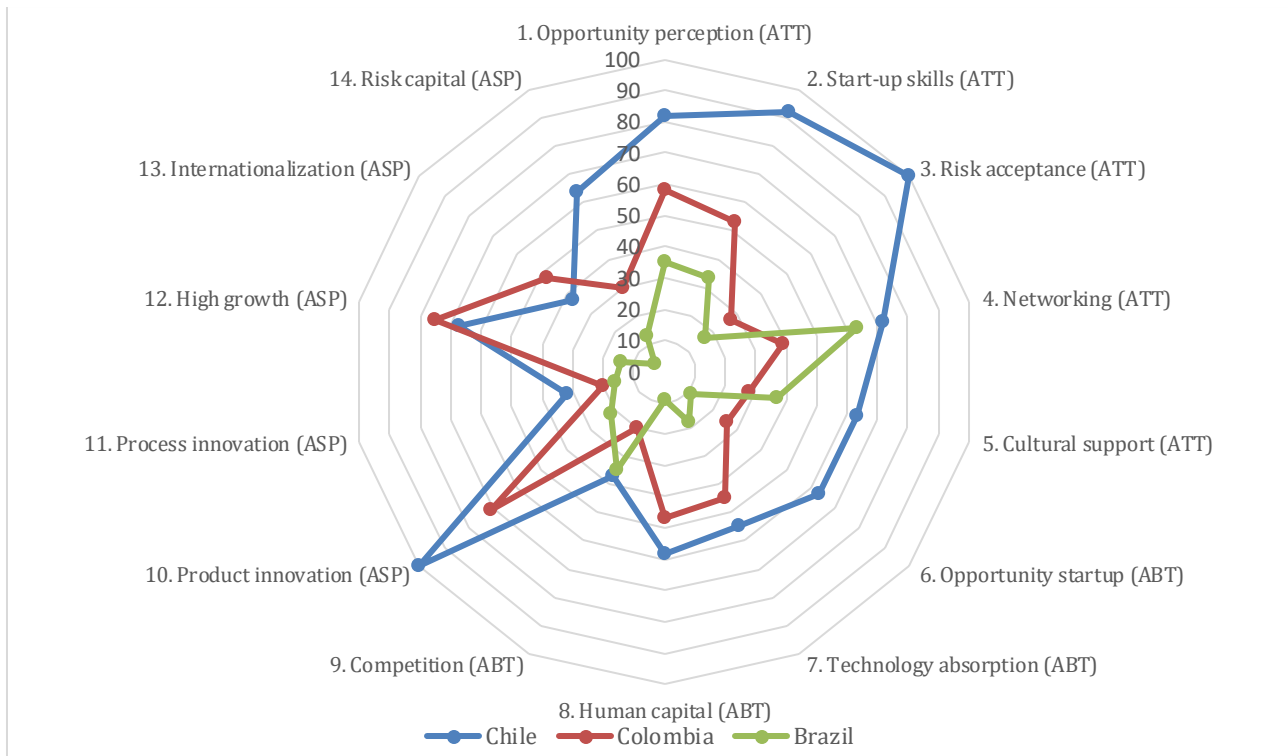 1. Opportunity perception (ATT)
14. Risk capital (ASP)
2. Start-up skills (ATT)
13. Internationalization (ASP)
3. Risk acceptance (ATT)
12. High growth (ASP)
4. Networking (ATT)
11. Process innovation (ASP)
5. Cultural support (ATT)
10. Product innovation (ASP)
6. Opportunity startup (ABT)
9. Competition (ABT)
7. Technology absorption (ABT)
8. Human capital (ABT)
100
90
80
70
60
50
40
30
20
10
0
Chile Colombia Brazil